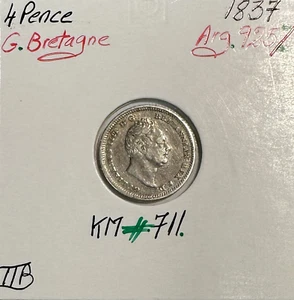 4 Pence
1837
G. Bretagne
Arg. 925%
KM #711.
TTB